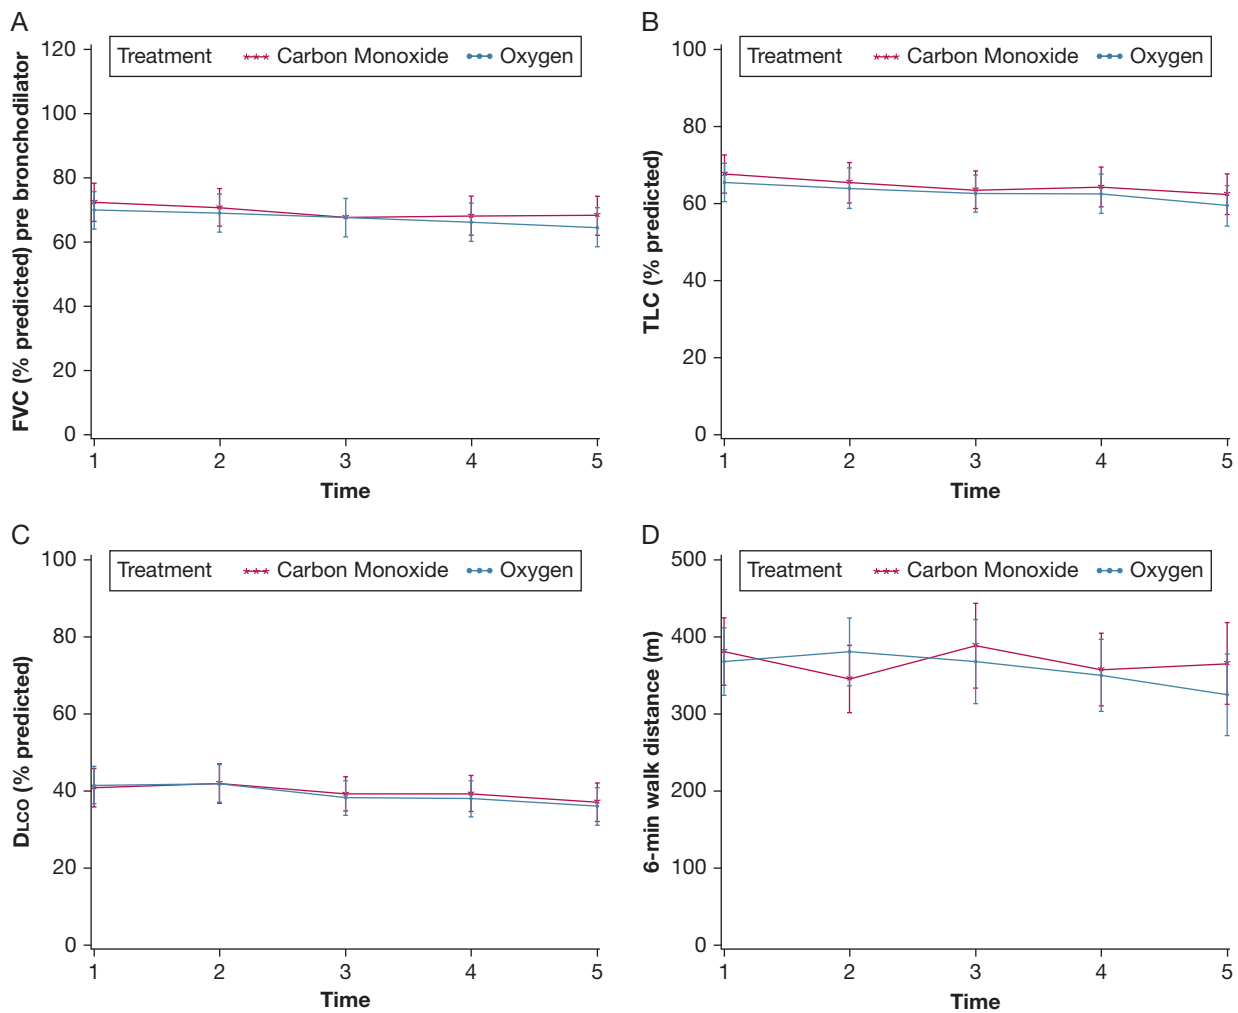 A
Treatment Carbon Monoxide Oxygen
FVC (% predicted) pre bronchodilator
120
100
80
60
40
20
0
1 2 3 4 5
Time
B
Treatment Carbon Monoxide Oxygen
TLC (% predicted)
100
80
60
40
20
0
1 2 3 4 5
Time
C
Treatment Carbon Monoxide Oxygen
DLCO (% predicted)
100
80
60
40
20
0
1 2 3 4 5
Time
D
Treatment Carbon Monoxide Oxygen
6-min walk distance (m)
500
400
300
200
100
0
1 2 3 4 5
Time